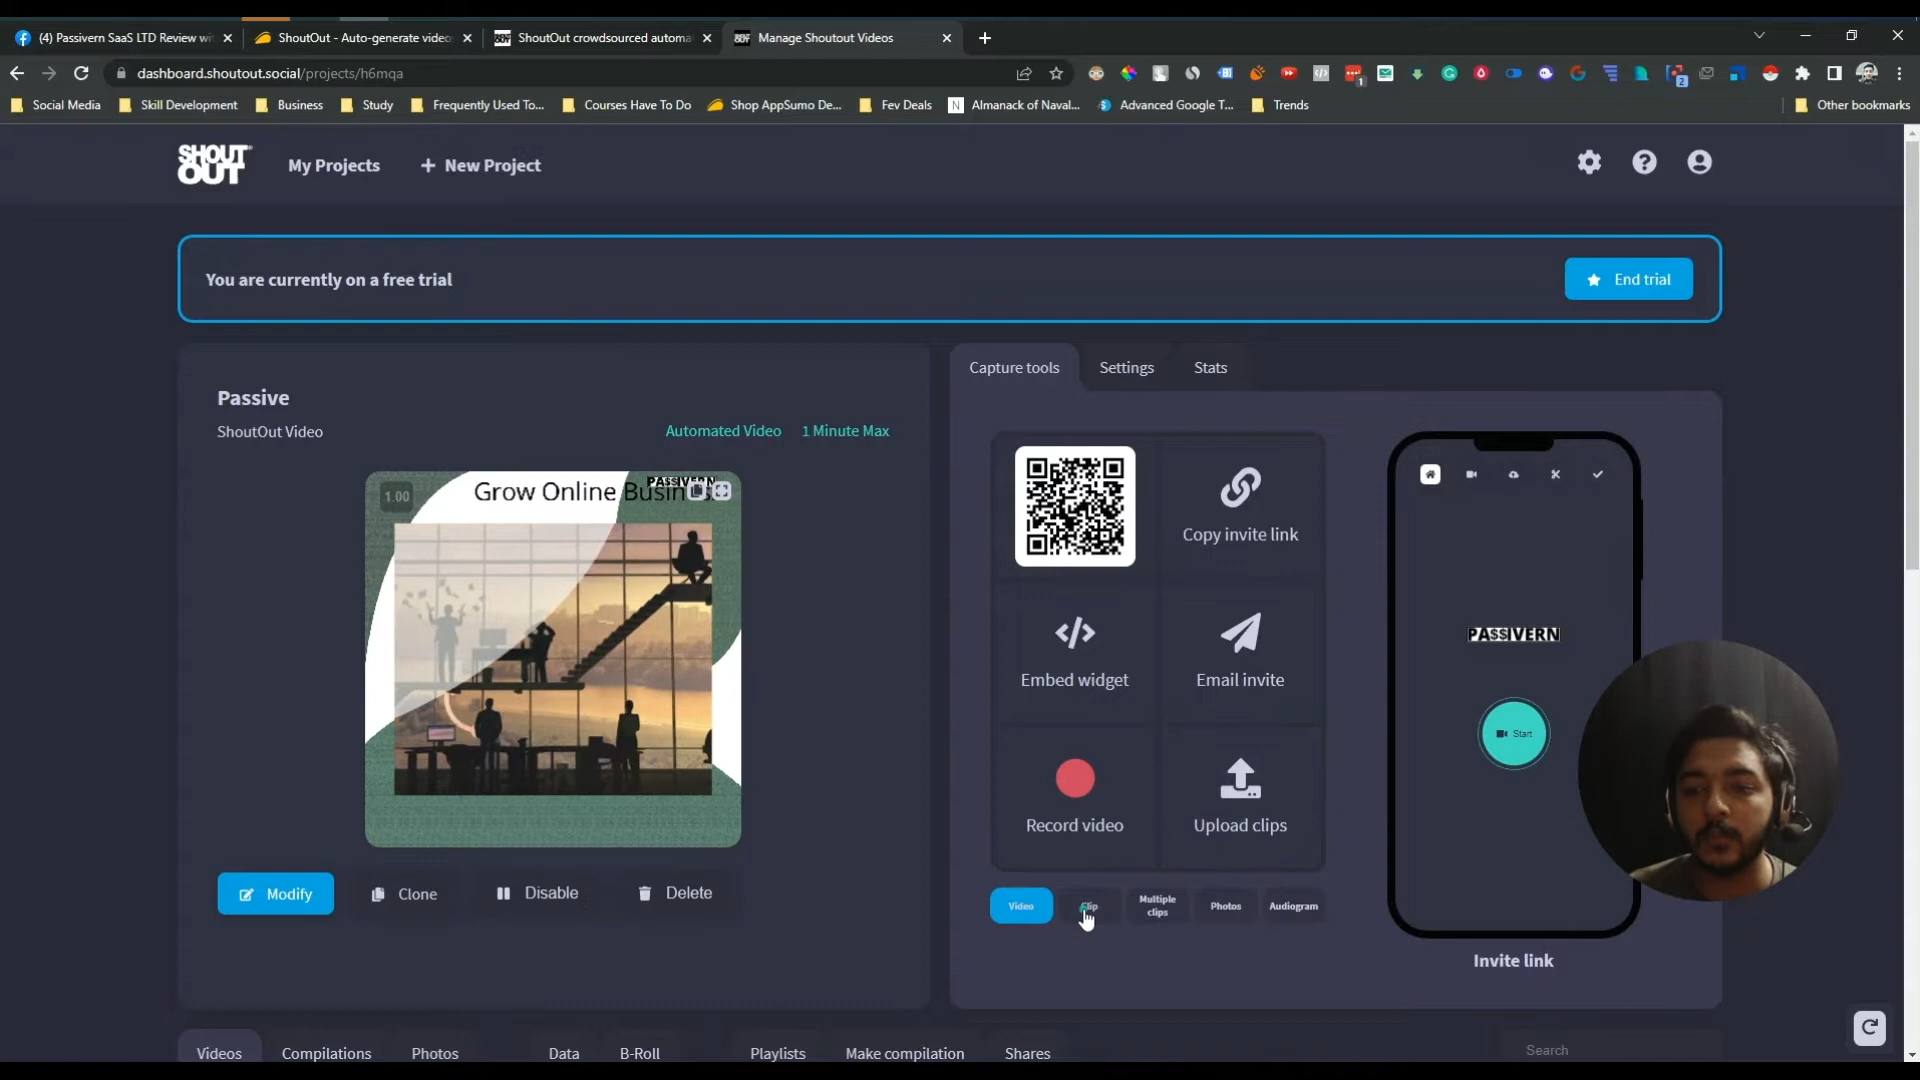 (4) Passivern SaaS LTD Review wi
ShoutOut - Auto-generate video
ShoutOut crowdsourced automa
Manage Shoutout Videos
dashboard.shoutout.social/projects/h6mqa
Social Media
Skill Development
Business
Study
Frequently Used To...
Courses Have To Do
Shop AppSumo De...
Fev Deals
Almanack of Naval...
Advanced Google T...
Trends
Other bookmarks
SHOUT
OUT
My Projects
+ New Project
You are currently on a free trial
End trial
Capture tools
Settings
Stats
Passive
ShoutOut Video
Automated Video
1 Minute Max
1.00
PASSIVERN
Grow Online Busin
Copy invite link
Embed widget
Email invite
Record video
Upload clips
PASSIVERN
Start
Modify
Clone
Disable
Delete
Video
Clip
Multiple
clips
Photos
Audiogram
Invite link
Videos
Compilations
Photos
Data
B-Roll
Playlists
Make compilation
Shares
Search